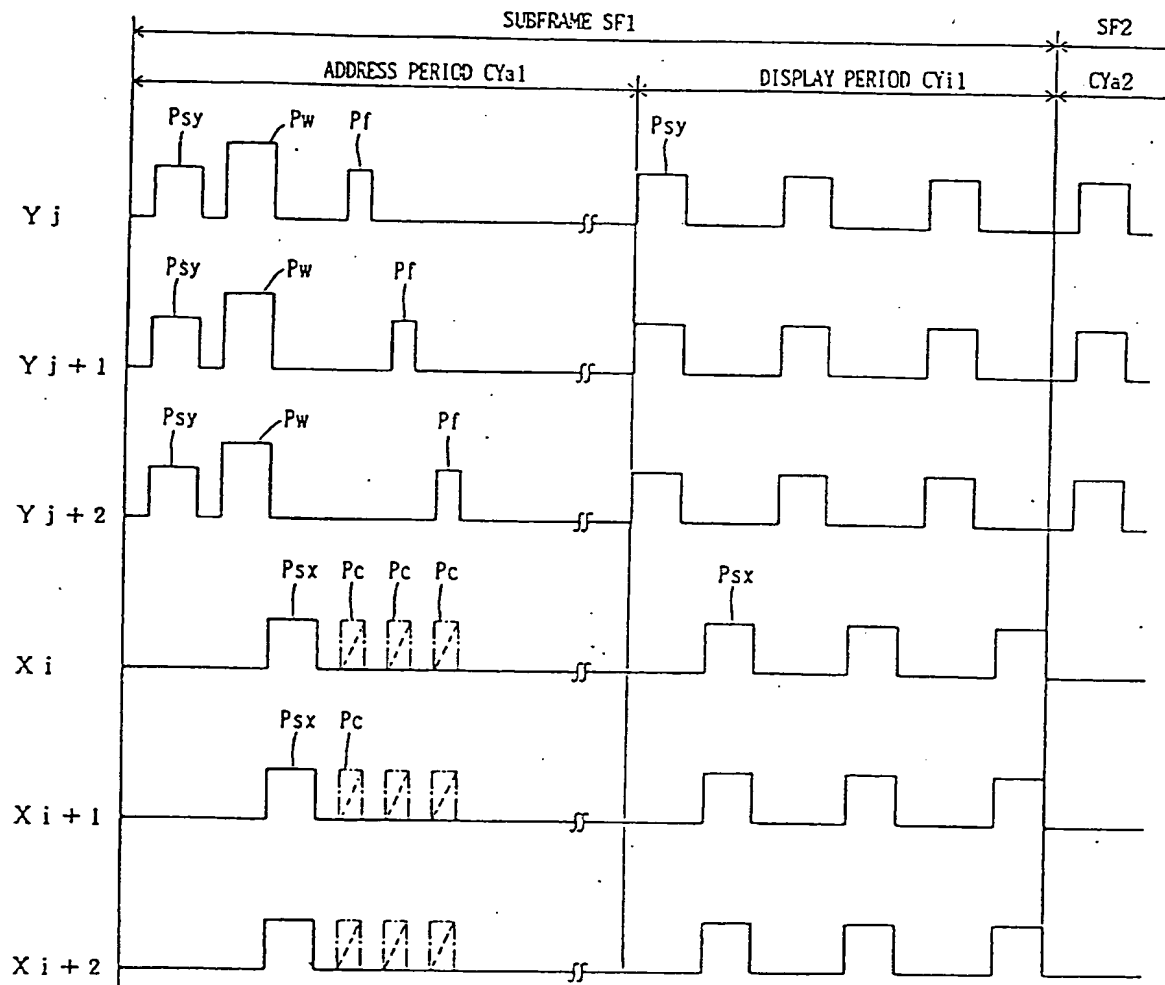 SUBFRAME SF1 SF2
ADDRESS PERIOD CYa1 DISPLAY PERIOD CYi1 CYa2
Psy Pw Pf Psy
Y j
Psy Pw Pf
Y j + 1
Psy Pw Pf
Y j + 2
Psx Pc Pc Pc Psx
X i
Psx Pc
X i + 1
X i + 2